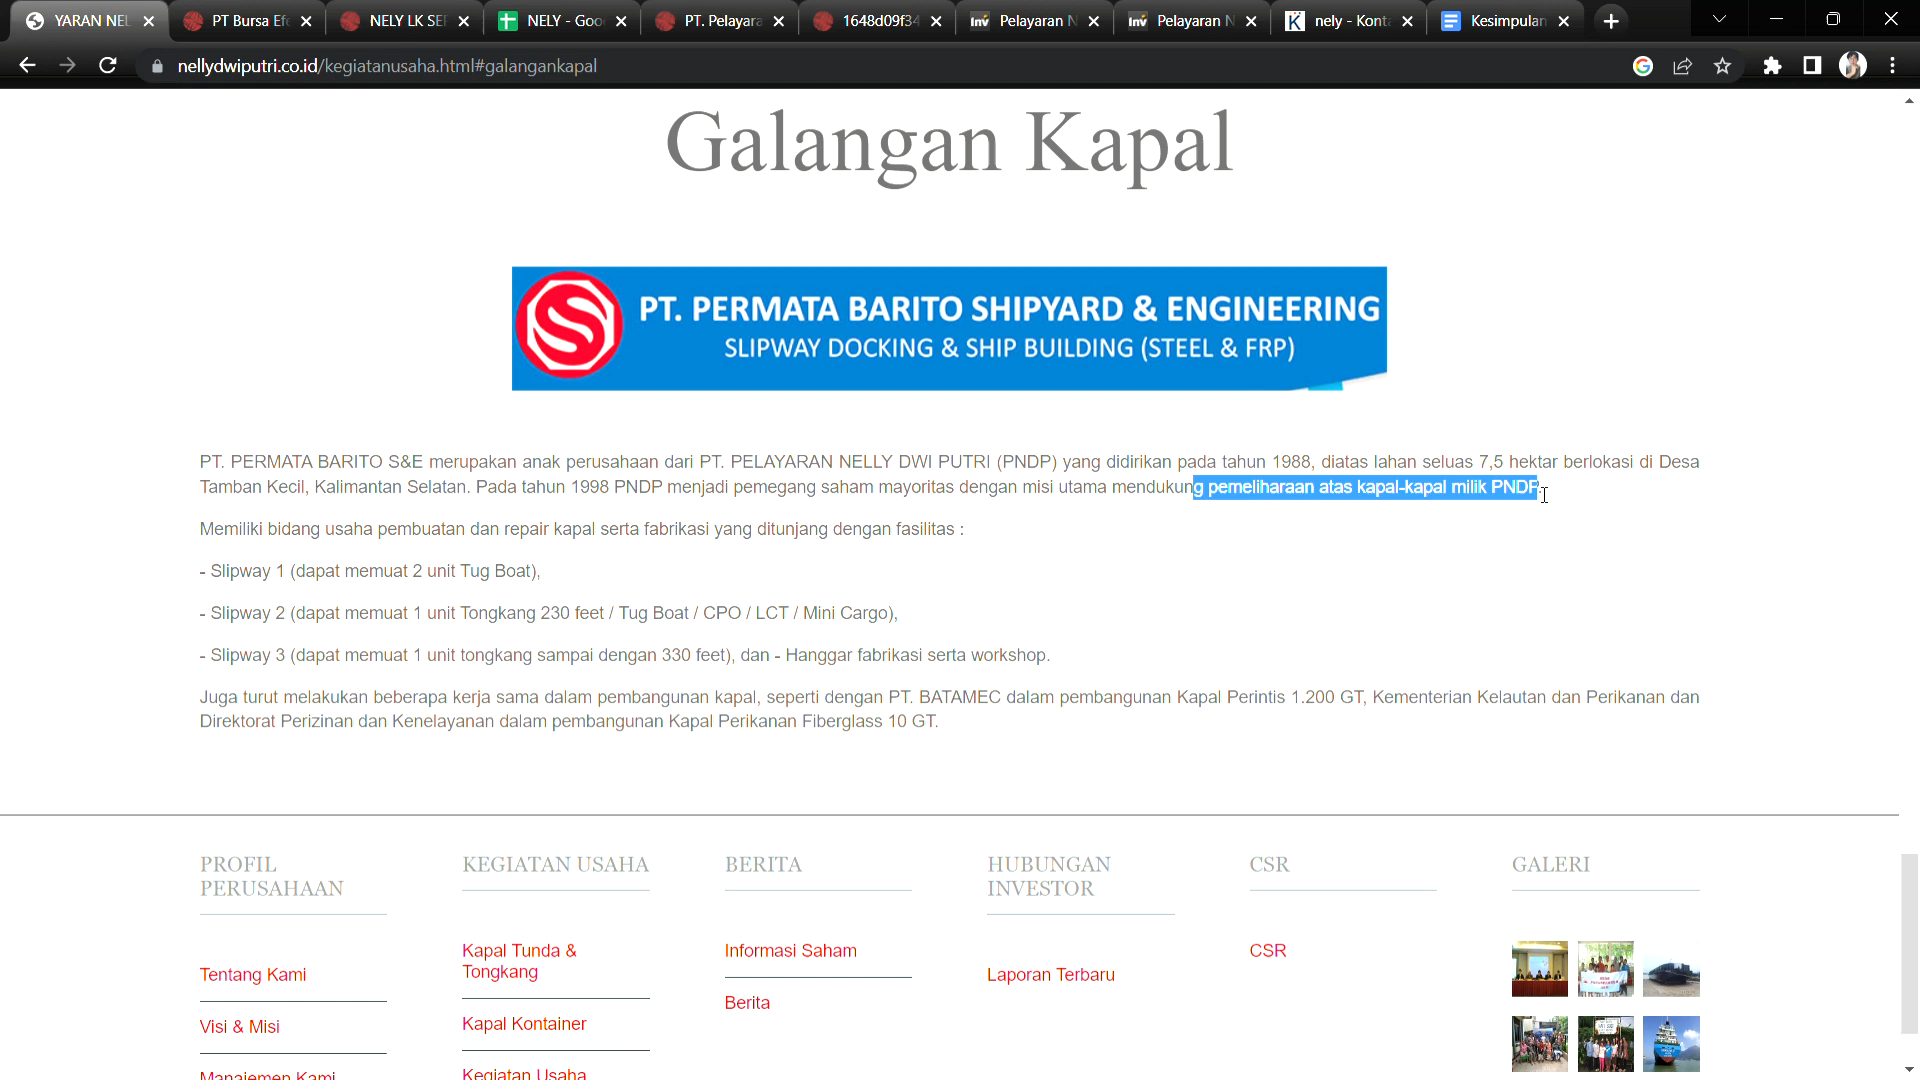 YARAN NEL
PT Bursa Efe
NELY LK SEP
NELY - Goo
PT. Pelayara
1648d09f34
Pelayaran N
Pelayaran N
nely - Konta
Kesimpulan
nellydwiputri.co.id/kegiatanusaha.html#galangankapal
Galangan Kapal
PT. PERMATA BARITO SHIPYARD & ENGINEERING
SLIPWAY DOCKING & SHIP BUILDING (STEEL & FRP)
PT. PERMATA BARITO S&E merupakan anak perusahaan dari PT. PELAYARAN NELLY DWI PUTRI (PNDP) yang didirikan pada tahun 1988, diatas lahan seluas 7,5 hektar berlokasi di Desa
Tamban Kecil, Kalimantan Selatan. Pada tahun 1998 PNDP menjadi pemegang saham mayoritas dengan misi utama mendukung pemeliharaan atas kapal-kapal milik PNDP.
Memiliki bidang usaha pembuatan dan repair kapal serta fabrikasi yang ditunjang dengan fasilitas :
- Slipway 1 (dapat memuat 2 unit Tug Boat),
- Slipway 2 (dapat memuat 1 unit Tongkang 230 feet / Tug Boat / CPO / LCT / Mini Cargo),
- Slipway 3 (dapat memuat 1 unit tongkang sampai dengan 330 feet), dan - Hanggar fabrikasi serta workshop.
Juga turut melakukan beberapa kerja sama dalam pembangunan kapal, seperti dengan PT. BATAMEC dalam pembangunan Kapal Perintis 1.200 GT, Kementerian Kelautan dan Perikanan dan
Direktorat Perizinan dan Kenelayanan dalam pembangunan Kapal Perikanan Fiberglass 10 GT.
PROFIL
PERUSAHAAN
Tentang Kami
Visi & Misi
Manajemen Kami
KEGIATAN USAHA
Kapal Tunda &
Tongkang
Kapal Kontainer
Kegiatan Usaha
BERITA
Informasi Saham
Berita
HUBUNGAN
INVESTOR
Laporan Terbaru
CSR
CSR
GALERI